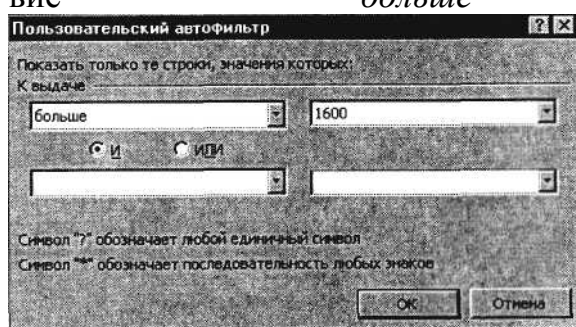 вие больше
Пользовательский автофильтр
Показать только те строки, значения которых:
К выдаче
больше 1600
И ИЛИ
Символ "?" обозначает любой единичный символ
Символ "*" обозначает последовательность любых знаков
ОК Отмена